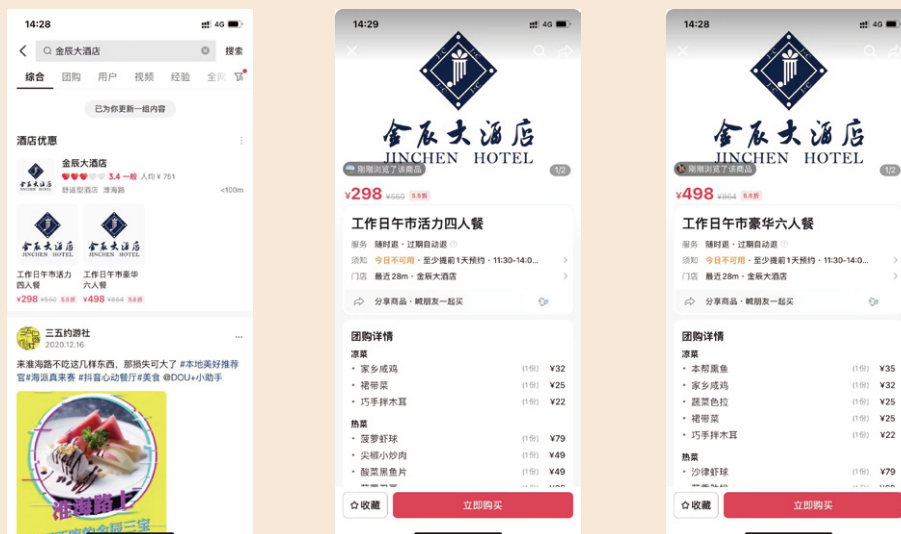 14:28
4G
金辰大酒店
搜索
综合 团购 用户 视频 经验
已为你更新一组内容
酒店优惠
金辰大酒店
3.4 一般 人均¥751
舒适型酒店 淮海路
<100m
金辰大酒店
JINCHEN HOTEL
金辰大酒店
JINCHEN HOTEL
工作日午市活力四人餐
¥298 ¥550 5.5折
工作日午市豪华六人餐
¥498 ¥864 5.8折
三五约游社
2020.12.16
来淮海路不吃这几样东西，那损失可大了 #本地美好推荐
官#海派真来赛 #抖音心动餐厅#美食 @DOU+小助手
淮海路上
的金辰三宝
14:29
4G
金辰大酒店
JINCHEN HOTEL
刚刚浏览了该商品
1/2
¥298 ¥550 5.5折
工作日午市活力四人餐
服务 随时退・过期自动退
须知 今日不可用・至少提前1天预约・11:30-14:0...
门店 最近28m・金辰大酒店
分享商品・喊朋友一起买
团购详情
凉菜
・家乡咸鸡 (1份) ¥32
・裙带菜 (1份) ¥25
・巧手拌木耳 (1份) ¥22
热菜
・菠萝虾球 (1份) ¥79
・尖椒小炒肉 (1份) ¥49
・酸菜黑鱼片 (1份) ¥49
收藏
立即购买
14:28
4G
金辰大酒店
JINCHEN HOTEL
刚刚浏览了该商品
1/2
¥498 ¥864 5.8折
工作日午市豪华六人餐
服务 随时退・过期自动退
须知 今日不可用・至少提前1天预约・11:30-14:0...
门店 最近28m・金辰大酒店
分享商品・喊朋友一起买
团购详情
凉菜
・本帮熏鱼 (1份) ¥35
・家乡咸鸡 (1份) ¥32
・蔬菜色拉 (1份) ¥25
・裙带菜 (1份) ¥25
・巧手拌木耳 (1份) ¥22
热菜
・沙律虾球 (1份) ¥79
收藏
立即购买